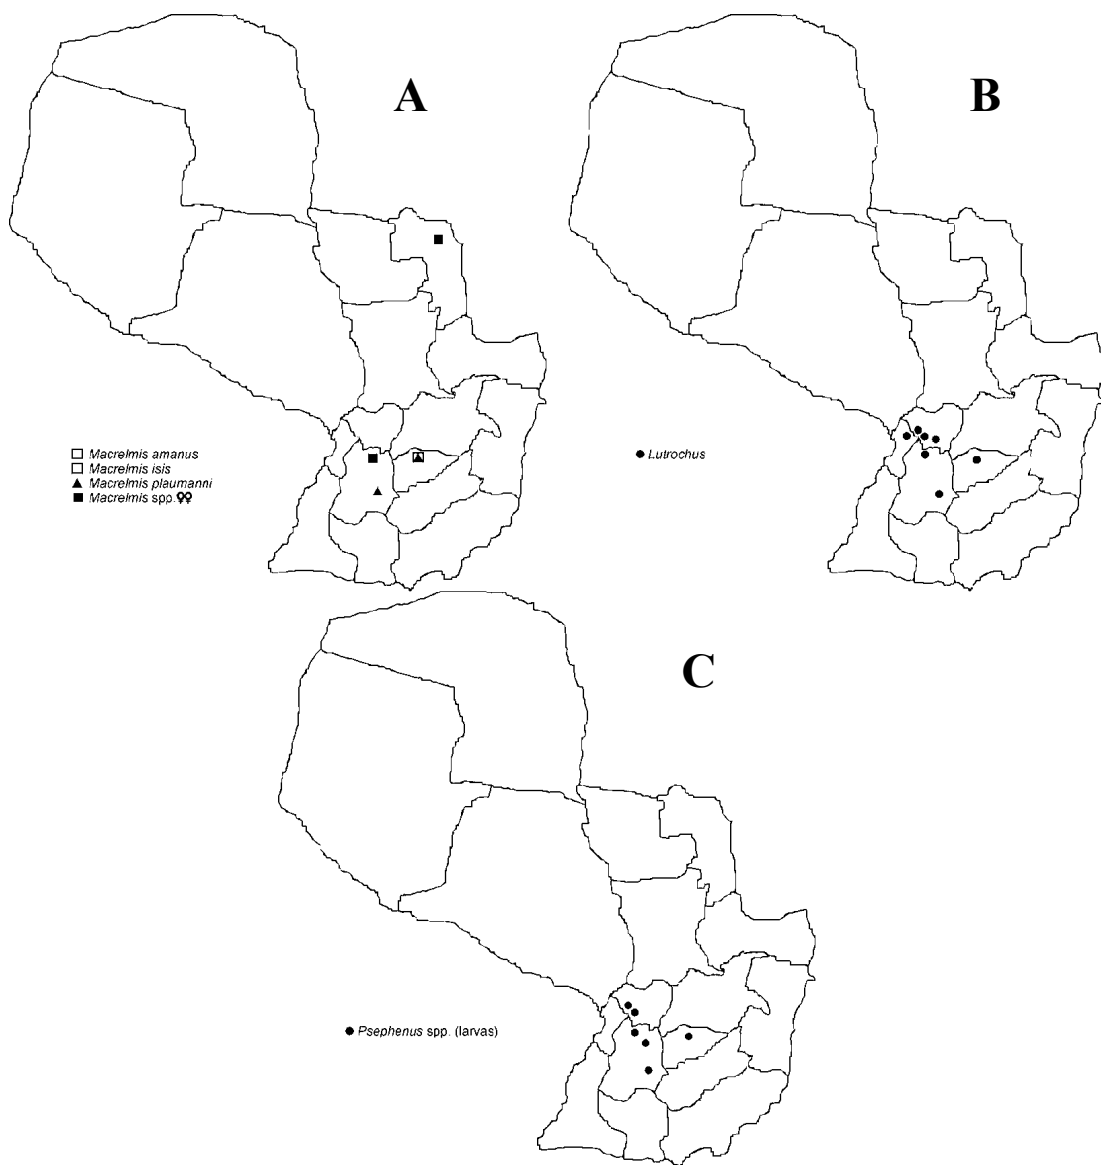 A
B
Macrelmis amanus
Macrelmis isis
Macrelmis plaumanni
Macrelmis spp.♀♀
Lutrochus
C
Psephenus spp. (larvas)